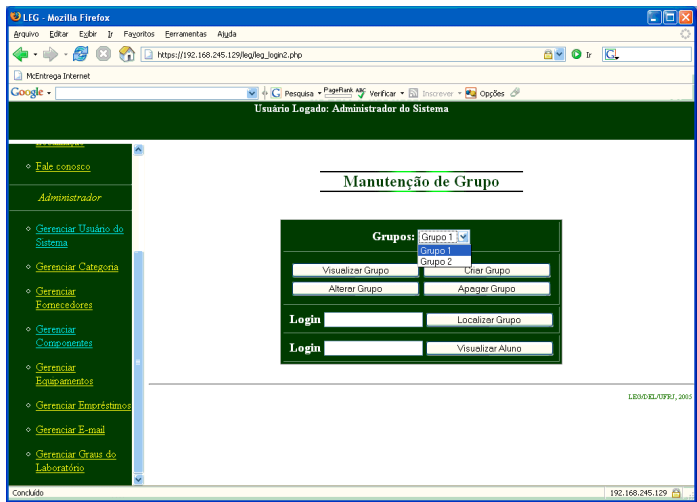 LEG - Mozilla Firefox
Arquivo Editar Exibir Ir Favoritos Ferramentas Ajuda
https://192.168.245.129/leg/leg_login2.php Ir G
McEntrega Internet
Google Pesquisa PageRank ABC Verificar Inscrever Opções
Usuário Logado: Administrador do Sistema
Fale conosco
Administrador
Gerenciar Usuário do
Sistema
Gerenciar Categoria
Gerenciar
Fornecedores
Gerenciar
Componentes
Gerenciar
Equipamentos
Gerenciar Empréstimos
Gerenciar E-mail
Gerenciar Graus do
Laboratório
Manutenção de Grupo
Grupos: Grupo 1
Grupo 1
Grupo 2
Visualizar Grupo Criar Grupo
Alterar Grupo Apagar Grupo
Login Localizar Grupo
Login Visualizar Aluno
LEG/DEL/UFRJ, 2005
Concluído 192.168.245.129